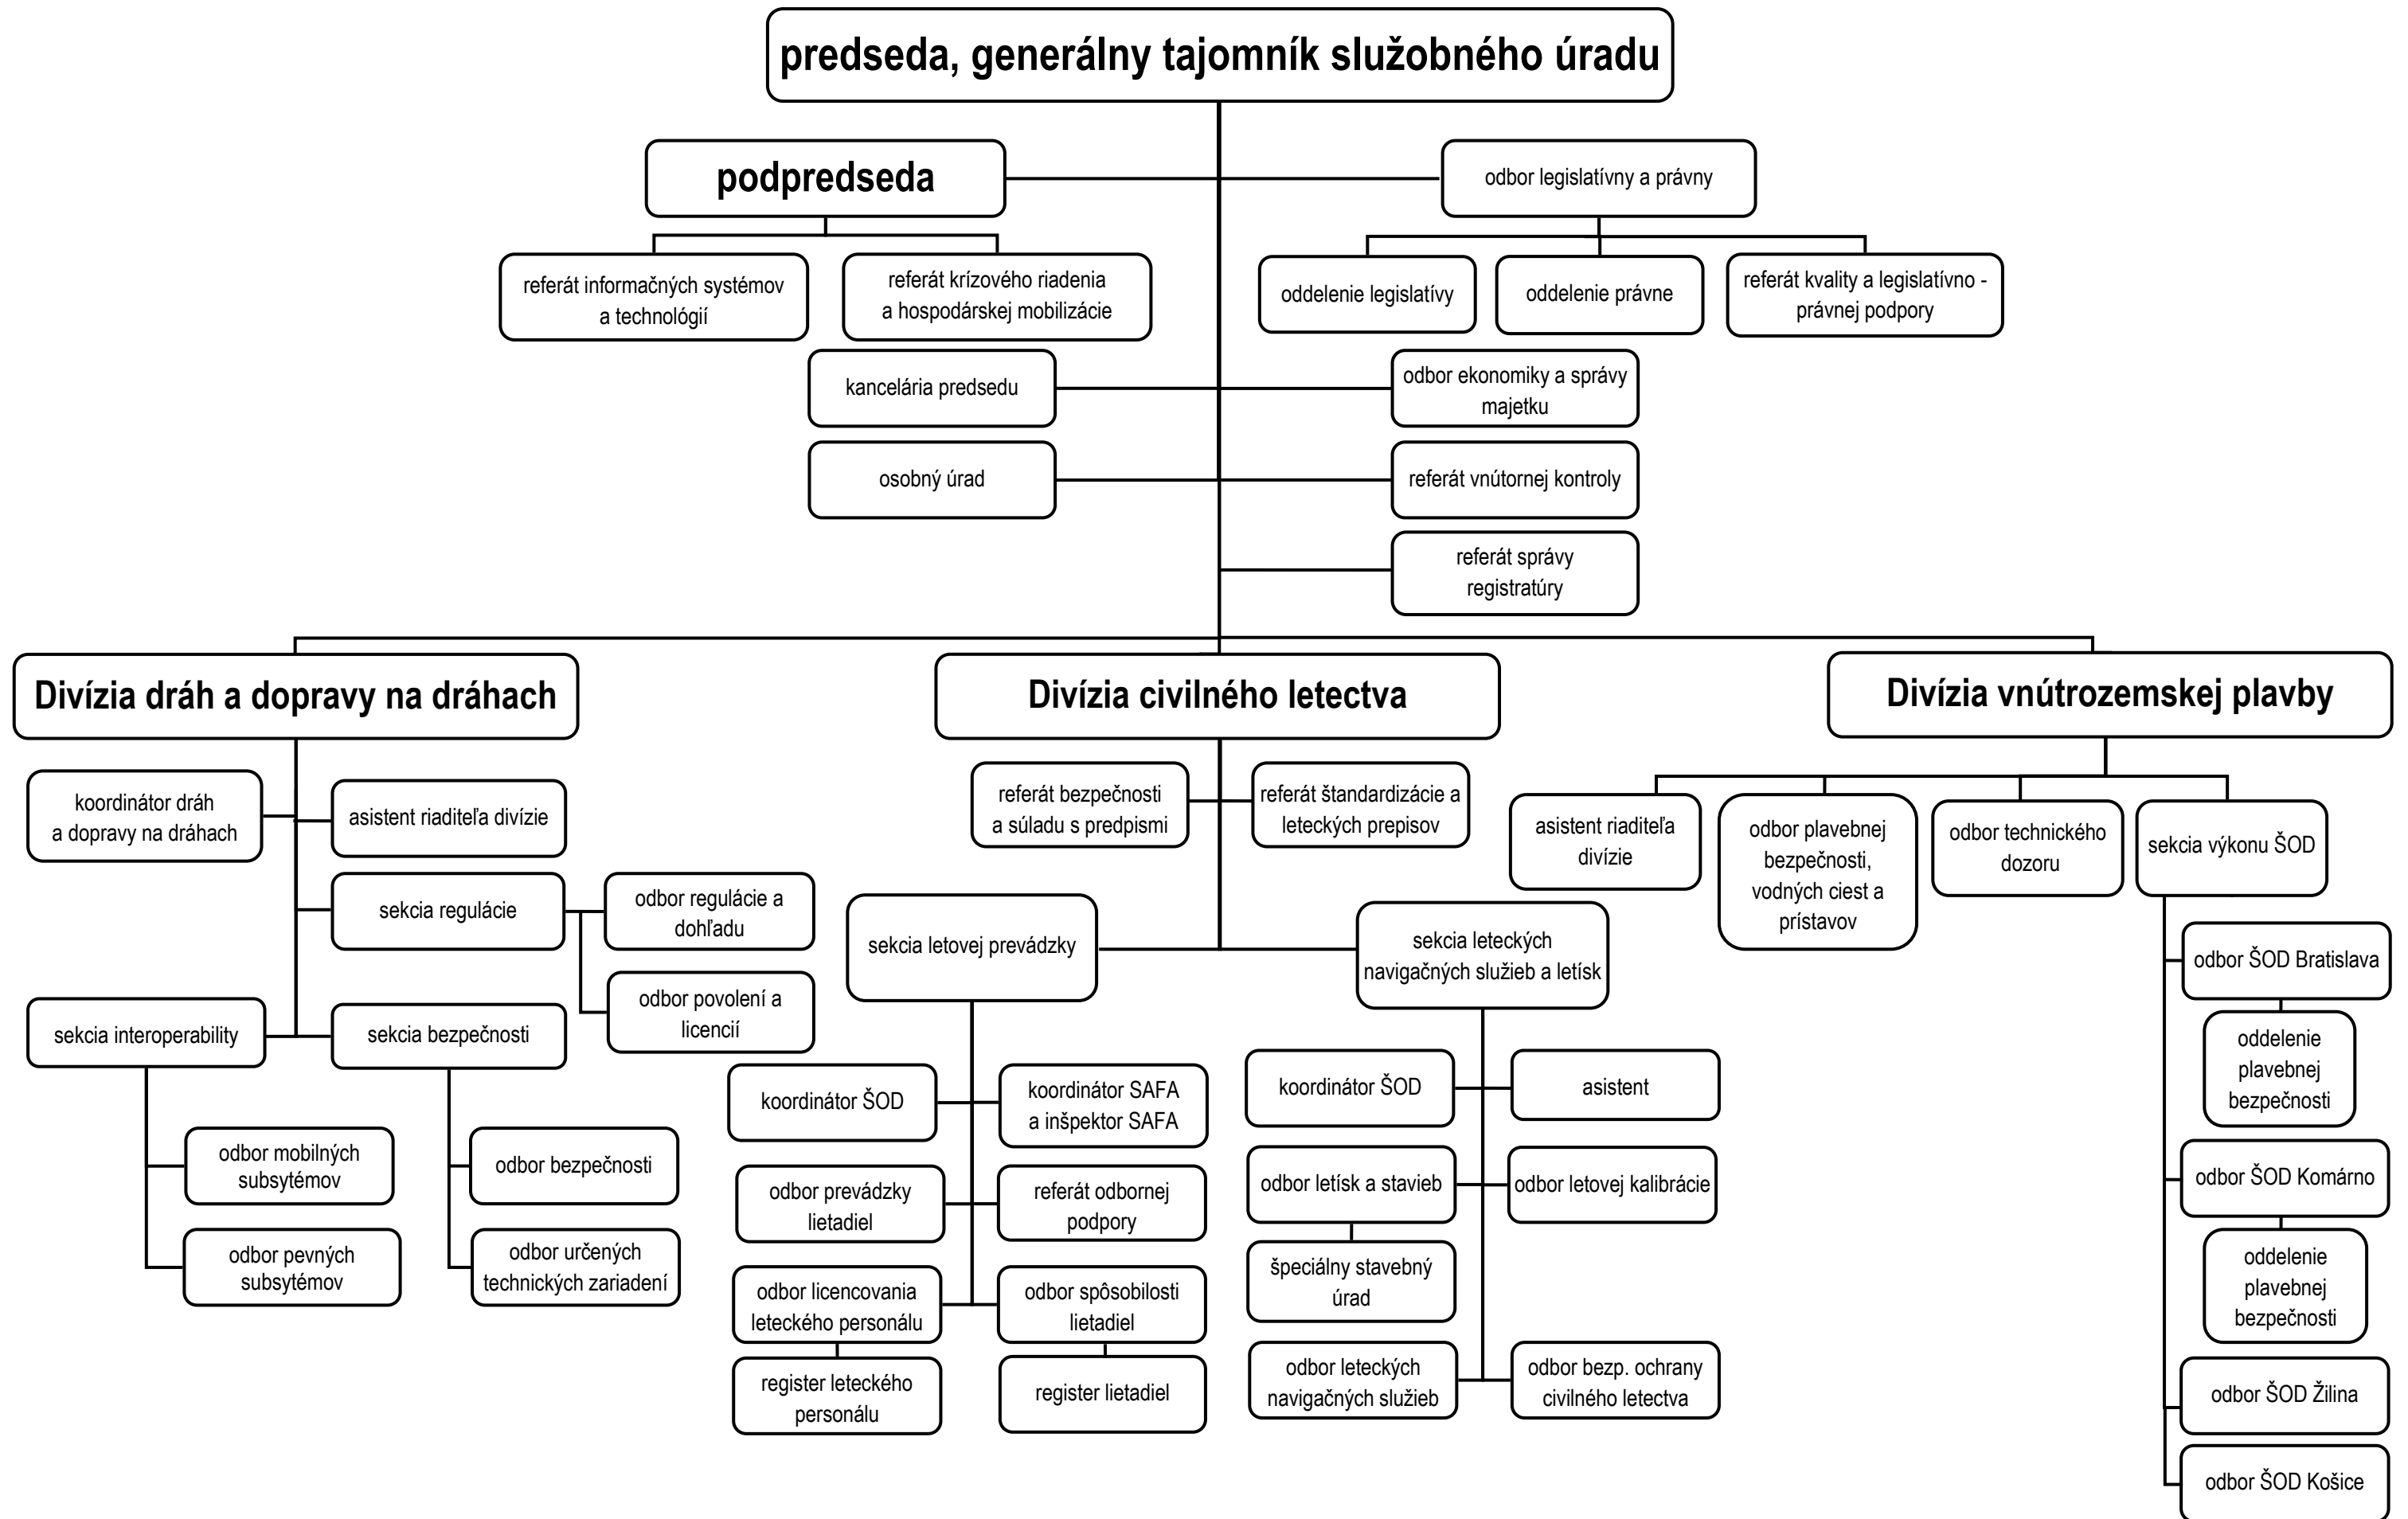 predseda, generálny tajomník služobného úradu
podpredseda
odbor legislatívny a právny
referát informačných systémov
a technológií
referát krízového riadenia
a hospodárskej mobilizácie
oddelenie legislatívy
oddelenie právne
referát kvality a legislatívno -
právnej podpory
kancelária predsedu
odbor ekonomiky a správy
majetku
osobný úrad
referát vnútornej kontroly
referát správy
registratúry
Divízia dráh a dopravy na dráhach
Divízia civilného letectva
Divízia vnútrozemskej plavby
koordinátor dráh
a dopravy na dráhach
asistent riaditeľa divízie
sekcia regulácie
odbor regulácie a
dohľadu
odbor povolení a
licencií
sekcia interoperability
sekcia bezpečnosti
odbor mobilných
subsytémov
odbor pevných
subsytémov
odbor bezpečnosti
odbor určených
technických zariadení
referát bezpečnosti
a súladu s predpismi
referát štandardizácie a
leteckých prepisov
sekcia letovej prevádzky
sekcia leteckých
navigačných služieb a letísk
koordinátor ŠOD
koordinátor SAFA
a inšpektor SAFA
odbor prevádzky
lietadiel
referát odbornej
podpory
odbor licencovania
leteckého personálu
odbor spôsobilosti
lietadiel
register leteckého
personálu
register lietadiel
koordinátor ŠOD
asistent
odbor letísk a stavieb
odbor letovej kalibrácie
špeciálny stavebný
úrad
odbor leteckých
navigačných služieb
odbor bezp. ochrany
civilného letectva
asistent riaditeľa
divízie
odbor plavebnej
bezpečnosti,
vodných ciest a
prístavov
odbor technického
dozoru
sekcia výkonu ŠOD
odbor ŠOD Bratislava
oddelenie
plavebnej
bezpečnosti
odbor ŠOD Komárno
oddelenie
plavebnej
bezpečnosti
odbor ŠOD Žilina
odbor ŠOD Košice